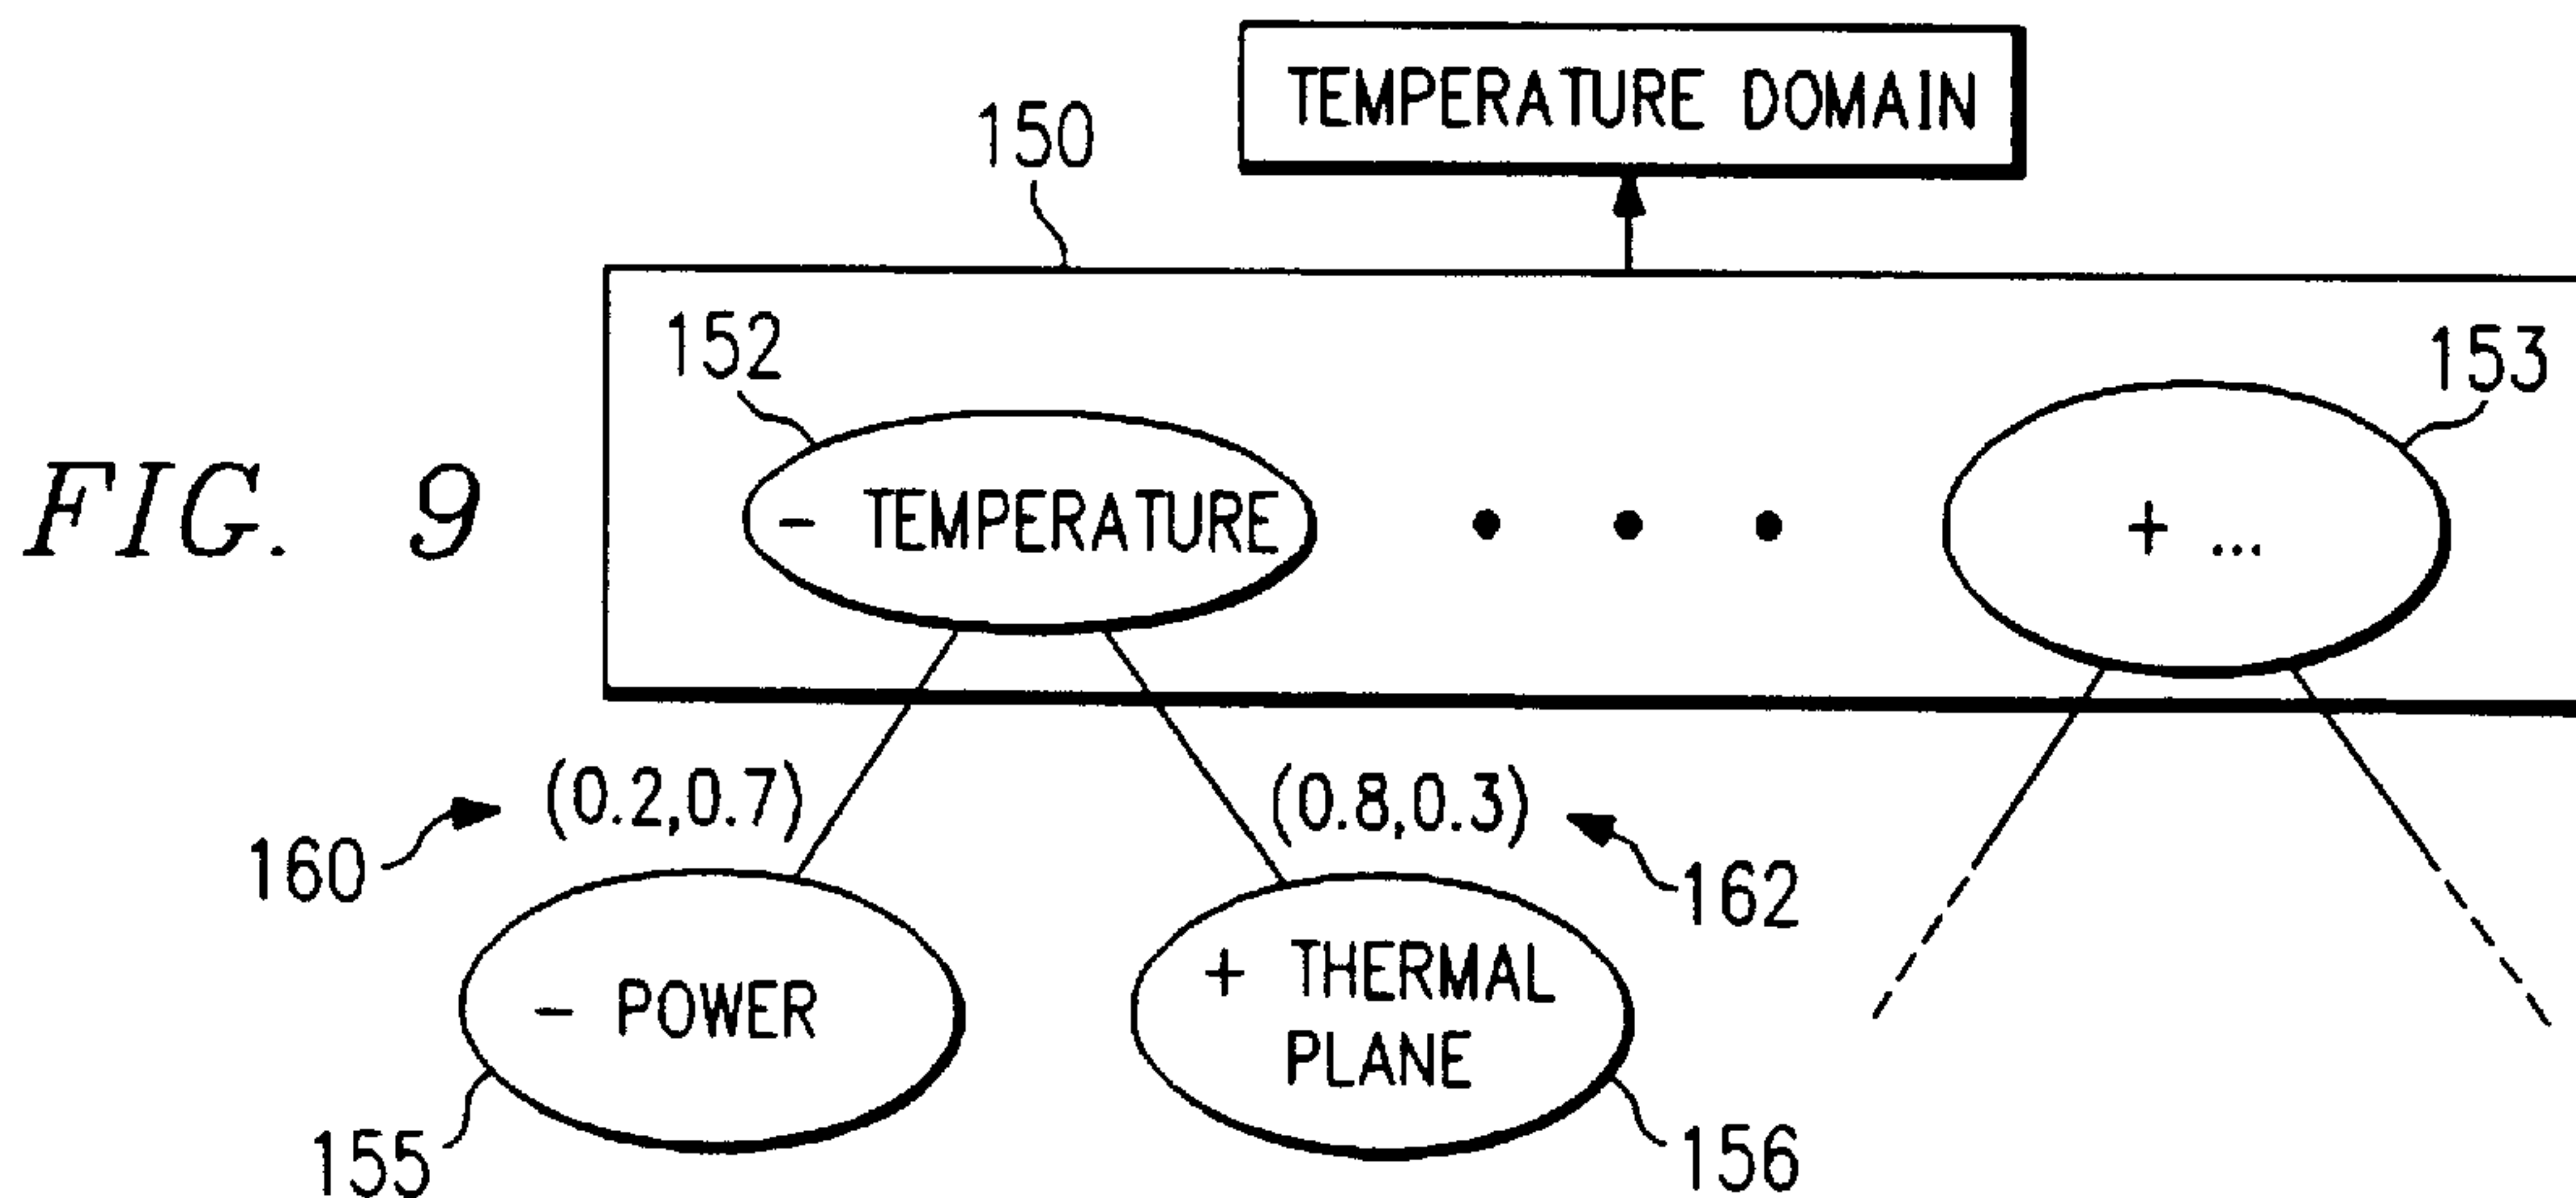 TEMPERATURE DOMAIN
150
152
153
FIG. 9
- TEMPERATURE
+ ...
(0.2,0.7)
(0.8,0.3)
160
162
- POWER
+ THERMAL
PLANE
155
156